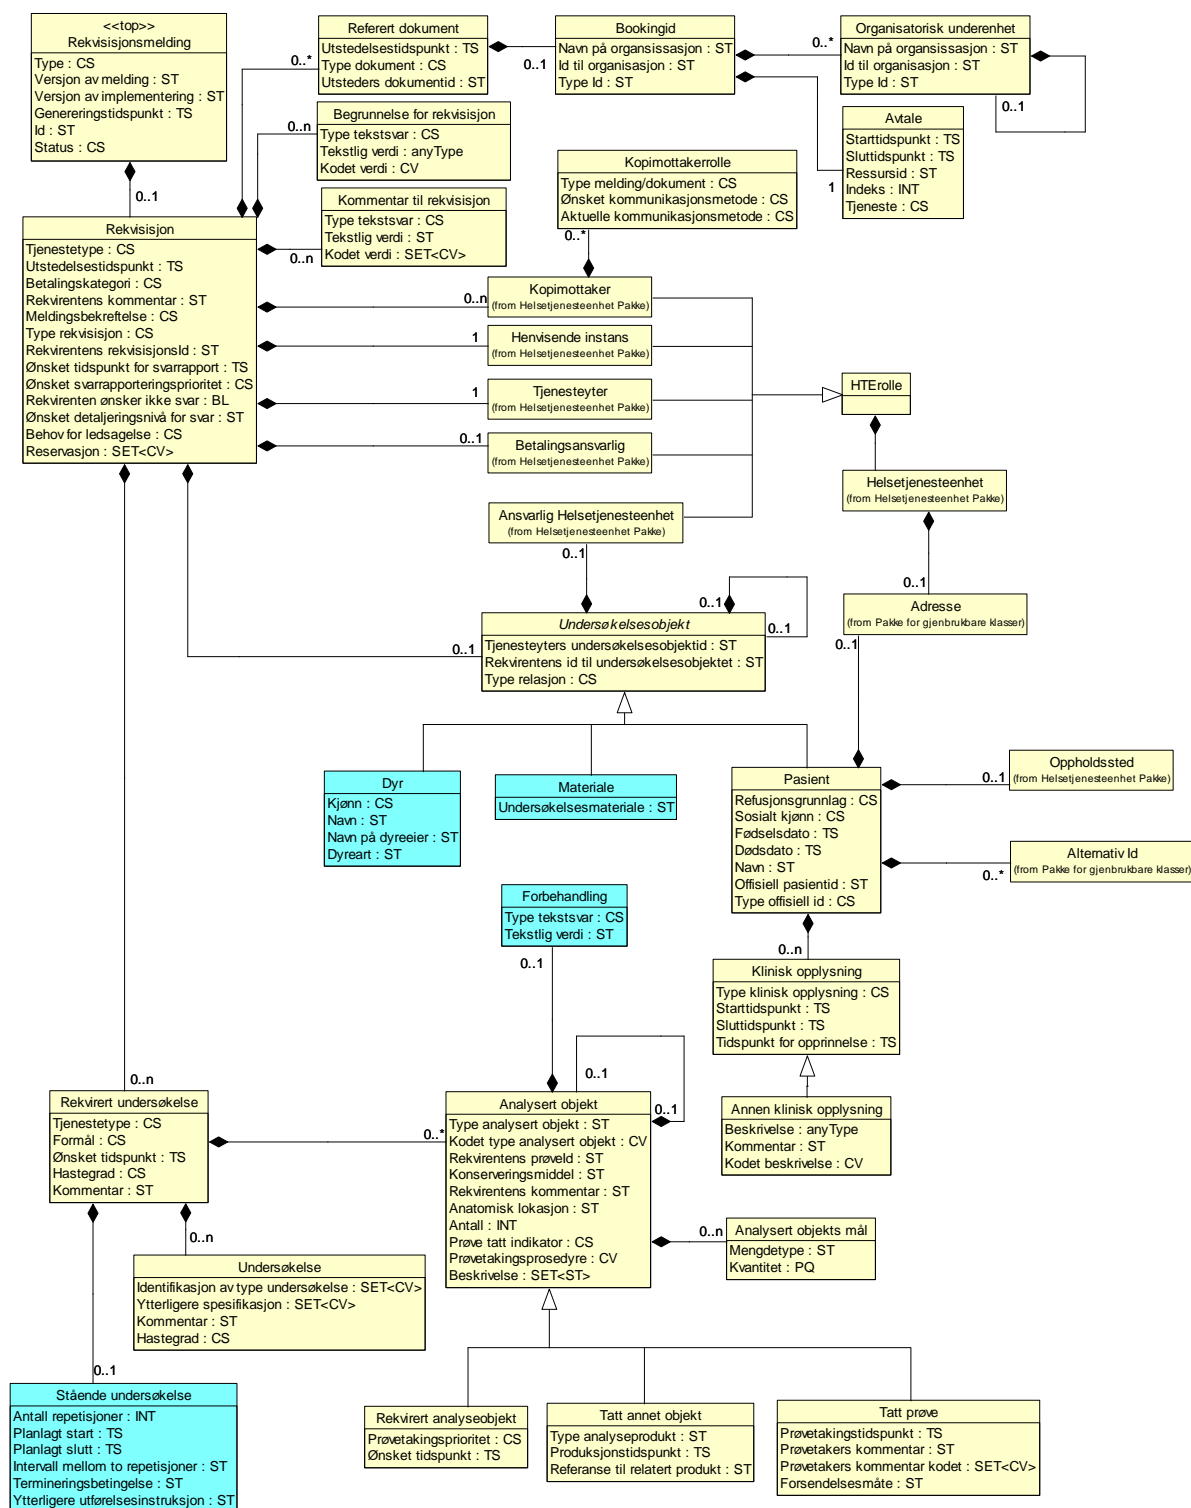 <<top>>
Rekvisisjonsmelding
Type : CS
Versjon av melding : ST
Versjon av implementering : ST
Genereringstidspunkt : TS
Id : ST
Status : CS
0..1
Referert dokument
Utstedelsestidspunkt : TS
Type dokument : CS
Utsteders dokumentid : ST
0..*
0..1
Bookingid
Navn på organsissasjon : ST
Id til organisasjon : ST
Type Id : ST
0..*
Organisatorisk underenhet
Navn på organsissasjon : ST
Id til organisasjon : ST
Type Id : ST
0..1
Avtale
Starttidspunkt : TS
Sluttidspunkt : TS
Ressursid : ST
Indeks : INT
Tjeneste : CS
1
Begrunnelse for rekvisisjon
Type tekstsvar : CS
Tekstlig verdi : anyType
Kodet verdi : CV
0..n
Kommentar til rekvisisjon
Type tekstsvar : CS
Tekstlig verdi : ST
Kodet verdi : SET<CV>
0..n
Kopimottakerrolle
Type melding/dokument : CS
Ønsket kommunikasjonsmetode : CS
Aktuelle kommunikasjonsmetode : CS
0..*
Rekvisisjon
Tjenestetype : CS
Utstedelsestidspunkt : TS
Betalingskategori : CS
Rekvirentens kommentar : ST
Meldingsbekreftelse : CS
Type rekvisisjon : CS
Rekvirentens rekvisisjonsId : ST
Ønsket tidspunkt for svarrapport : TS
Ønsket svarrapporteringsprioritet : CS
Rekvirenten ønsker ikke svar : BL
Ønsket detaljeringsnivå for svar : ST
Behov for ledsagelse : CS
Reservasjon : SET<CV>
0..n
Kopimottaker
(from Helsetjenesteenhet Pakke)
1
Henvisende instans
(from Helsetjenesteenhet Pakke)
1
Tjenesteyter
(from Helsetjenesteenhet Pakke)
0..1
Betalingsansvarlig
(from Helsetjenesteenhet Pakke)
HTErolle
Helsetjenesteenhet
(from Helsetjenesteenhet Pakke)
Ansvarlig Helsetjenesteenhet
(from Helsetjenesteenhet Pakke)
0..1
0..1
Adresse
(from Pakke for gjenbrukbare klasser)
0..1
Undersøkelsesobjekt
Tjenesteyters undersøkelsesobjektid : ST
Rekvirentens id til undersøkelsesobjektet : ST
Type relasjon : CS
0..1
0..1
0..1
Dyr
Kjønn : CS
Navn : ST
Navn på dyreeier : ST
Dyreart : ST
Materiale
Undersøkelsesmateriale : ST
Pasient
Refusjonsgrunnlag : CS
Sosialt kjønn : CS
Fødselsdato : TS
Dødsdato : TS
Navn : ST
Offisiell pasientid : ST
Type offisiell id : CS
0..1
Oppholdssted
(from Helsetjenesteenhet Pakke)
0..*
Alternativ Id
(from Pakke for gjenbrukbare klasser)
0..n
Klinisk opplysning
Type klinisk opplysning : CS
Starttidspunkt : TS
Sluttidspunkt : TS
Tidspunkt for opprinnelse : TS
Annen klinisk opplysning
Beskrivelse : anyType
Kommentar : ST
Kodet beskrivelse : CV
Forbehandling
Type tekstsvar : CS
Tekstlig verdi : ST
0..1
0..n
Rekvirert undersøkelse
Tjenestetype : CS
Formål : CS
Ønsket tidspunkt : TS
Hastegrad : CS
Kommentar : ST
0..*
Analysert objekt
Type analysert objekt : ST
Kodet type analysert objekt : CV
Rekvirentens prøveId : ST
Konserveringsmiddel : ST
Rekvirentens kommentar : ST
Anatomisk lokasjon : ST
Antall : INT
Prøve tatt indikator : CS
Prøvetakingsprosedyre : CV
Beskrivelse : SET<ST>
0..1
0..1
0..n
Analysert objekts mål
Mengdetype : ST
Kvantitet : PQ
0..n
Undersøkelse
Identifikasjon av type undersøkelse : SET<CV>
Ytterligere spesifikasjon : SET<CV>
Kommentar : ST
Hastegrad : CS
0..1
Stående undersøkelse
Antall repetisjoner : INT
Planlagt start : TS
Planlagt slutt : TS
Intervall mellom to repetisjoner : ST
Termineringsbetingelse : ST
Ytterligere utførelsesinstruksjon : ST
Rekvirert analyseobjekt
Prøvetakingsprioritet : CS
Ønsket tidspunkt : TS
Tatt annet objekt
Type analyseprodukt : ST
Produksjonstidspunkt : TS
Referanse til relatert produkt : ST
Tatt prøve
Prøvetakingstidspunkt : TS
Prøvetakers kommentar : ST
Prøvetakers kommentar kodet : SET<CV>
Forsendelsesmåte : ST